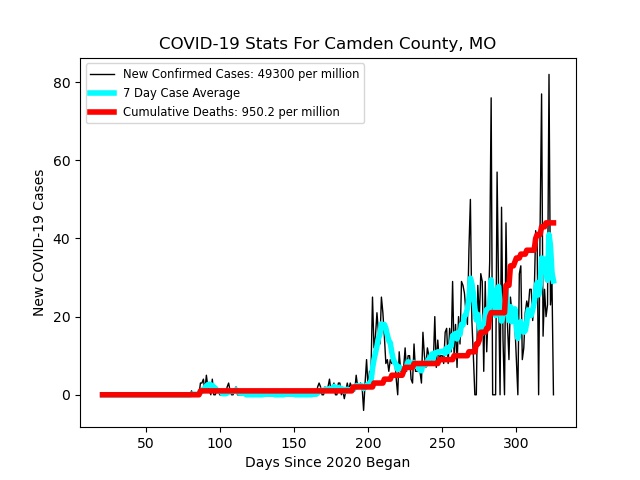 COVID-19 Stats For Camden County, MO
New Confirmed Cases: 49300 per million
7 Day Case Average
Cumulative Deaths: 950.2 per million
New COVID-19 Cases
80
60
40
20
0
50 100 150 200 250 300
Days Since 2020 Began